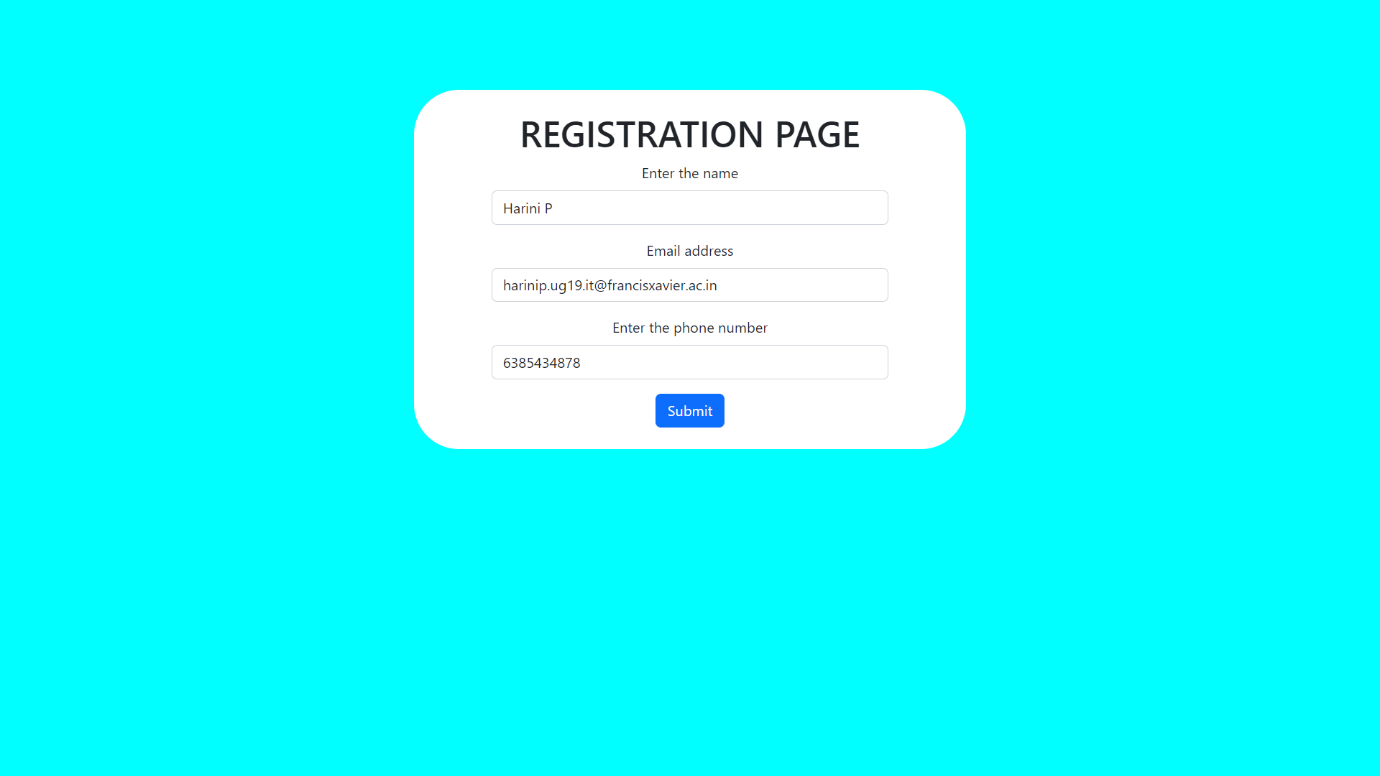 REGISTRATION PAGE
Enter the name
Harini P
Email address
harinip.ug19.it@francisxavier.ac.in
Enter the phone number
6385434878
Submit